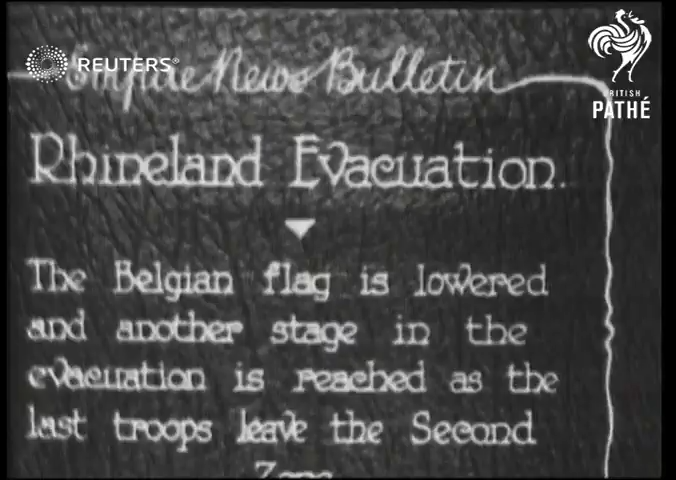 REUTERS
BRITISH
PATHÉ
Empire News Bulletin
Rhineland Evacuation.
The Belgian flag is lowered
and another stage in the
evacuation is reached as the
last troops leave the Second
Zone